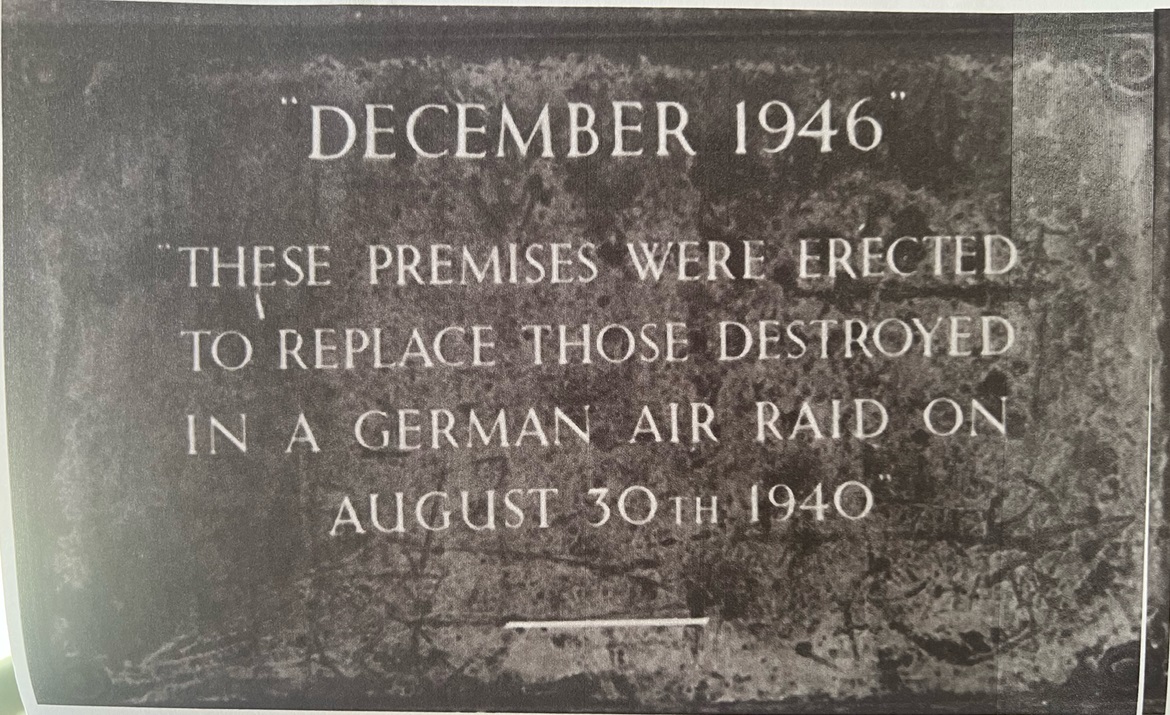 "DECEMBER 1946"
"THESE PREMISES WERE ERECTED
TO REPLACE THOSE DESTROYED
IN A GERMAN AIR RAID ON
AUGUST 30TH 1940"